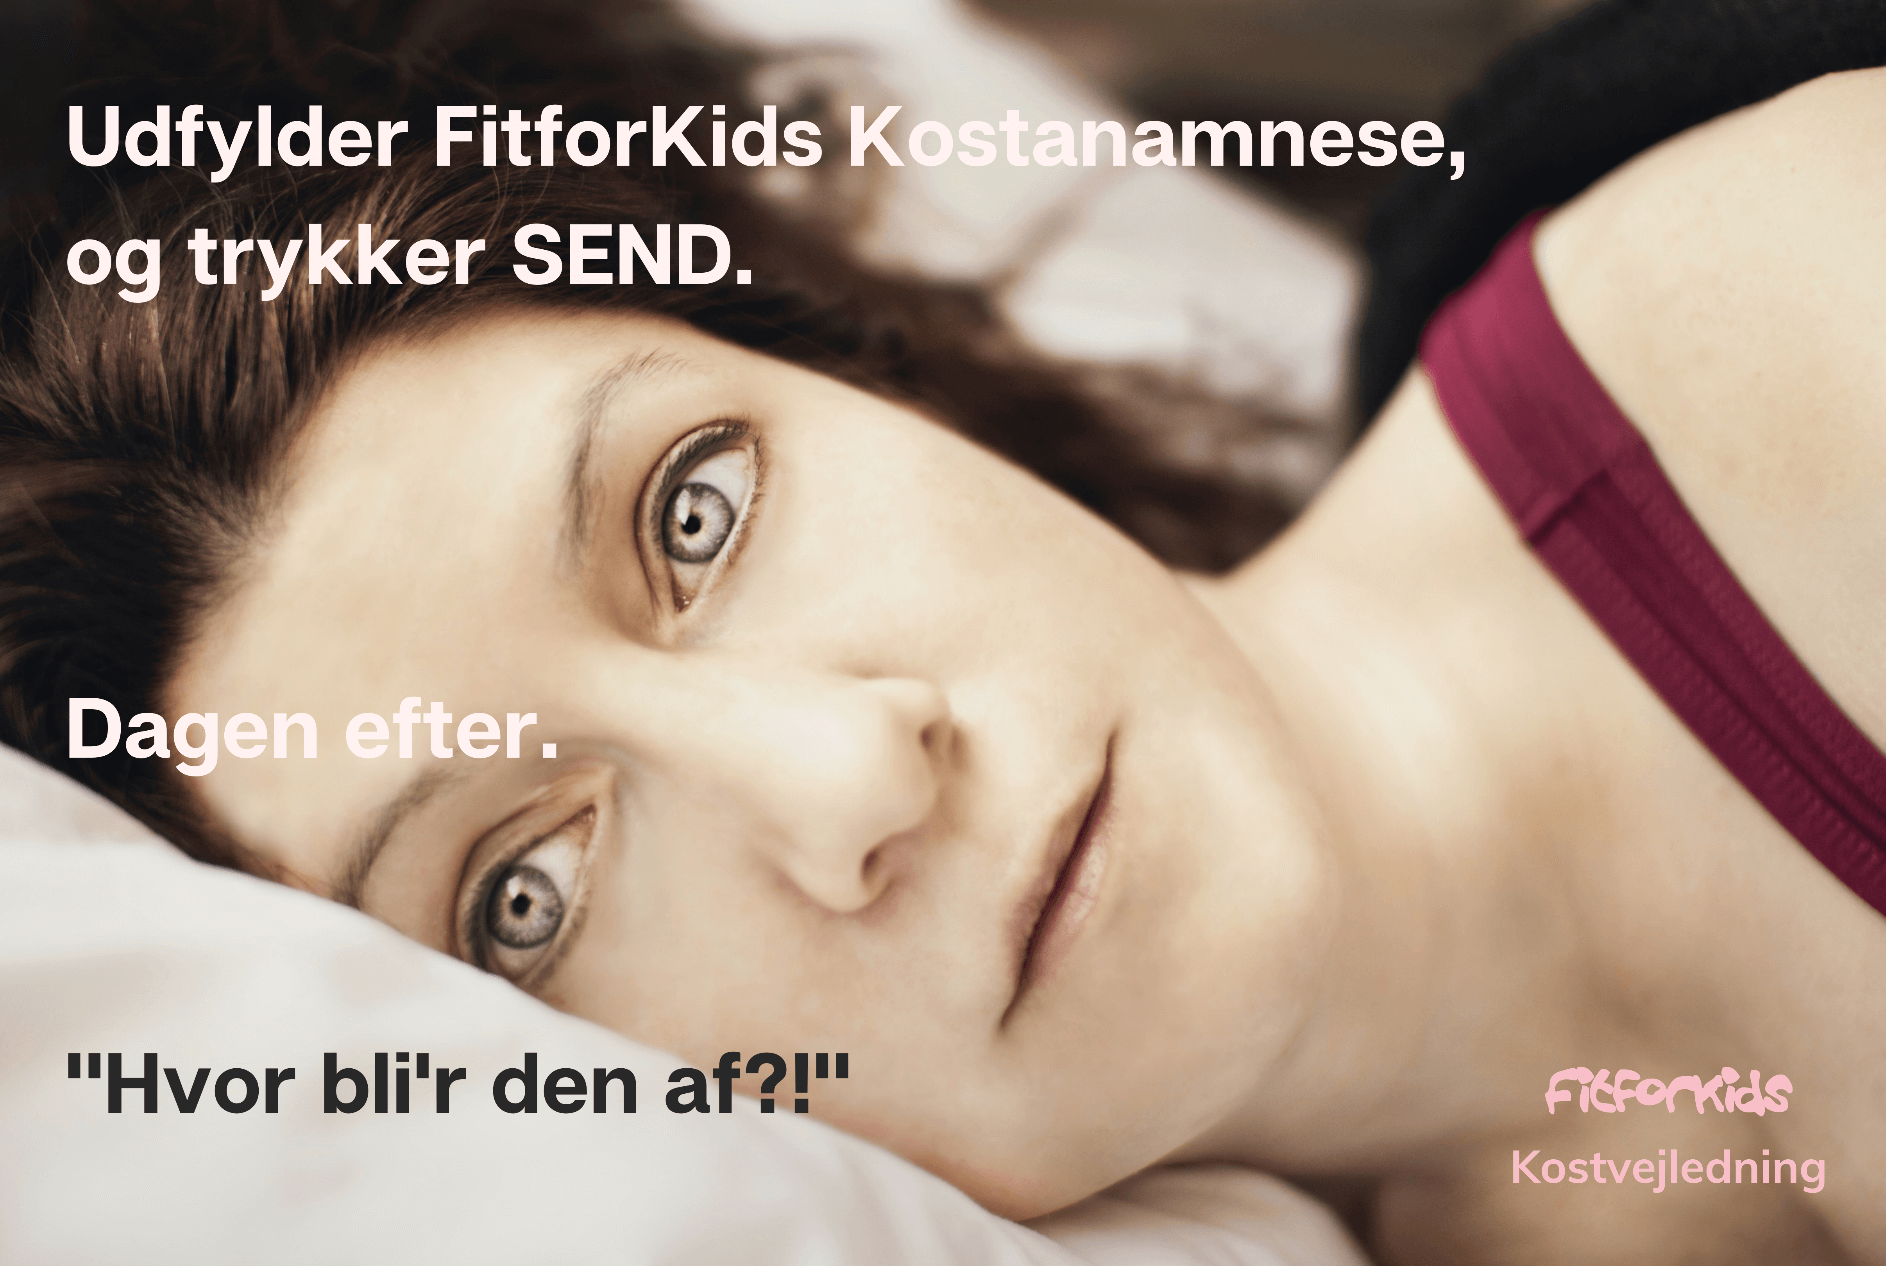 Udfylder FitforKids Kostanamnese,
og trykker SEND.
Dagen efter.
"Hvor bli'r den af?!"
FitForKids
Kostvejledning